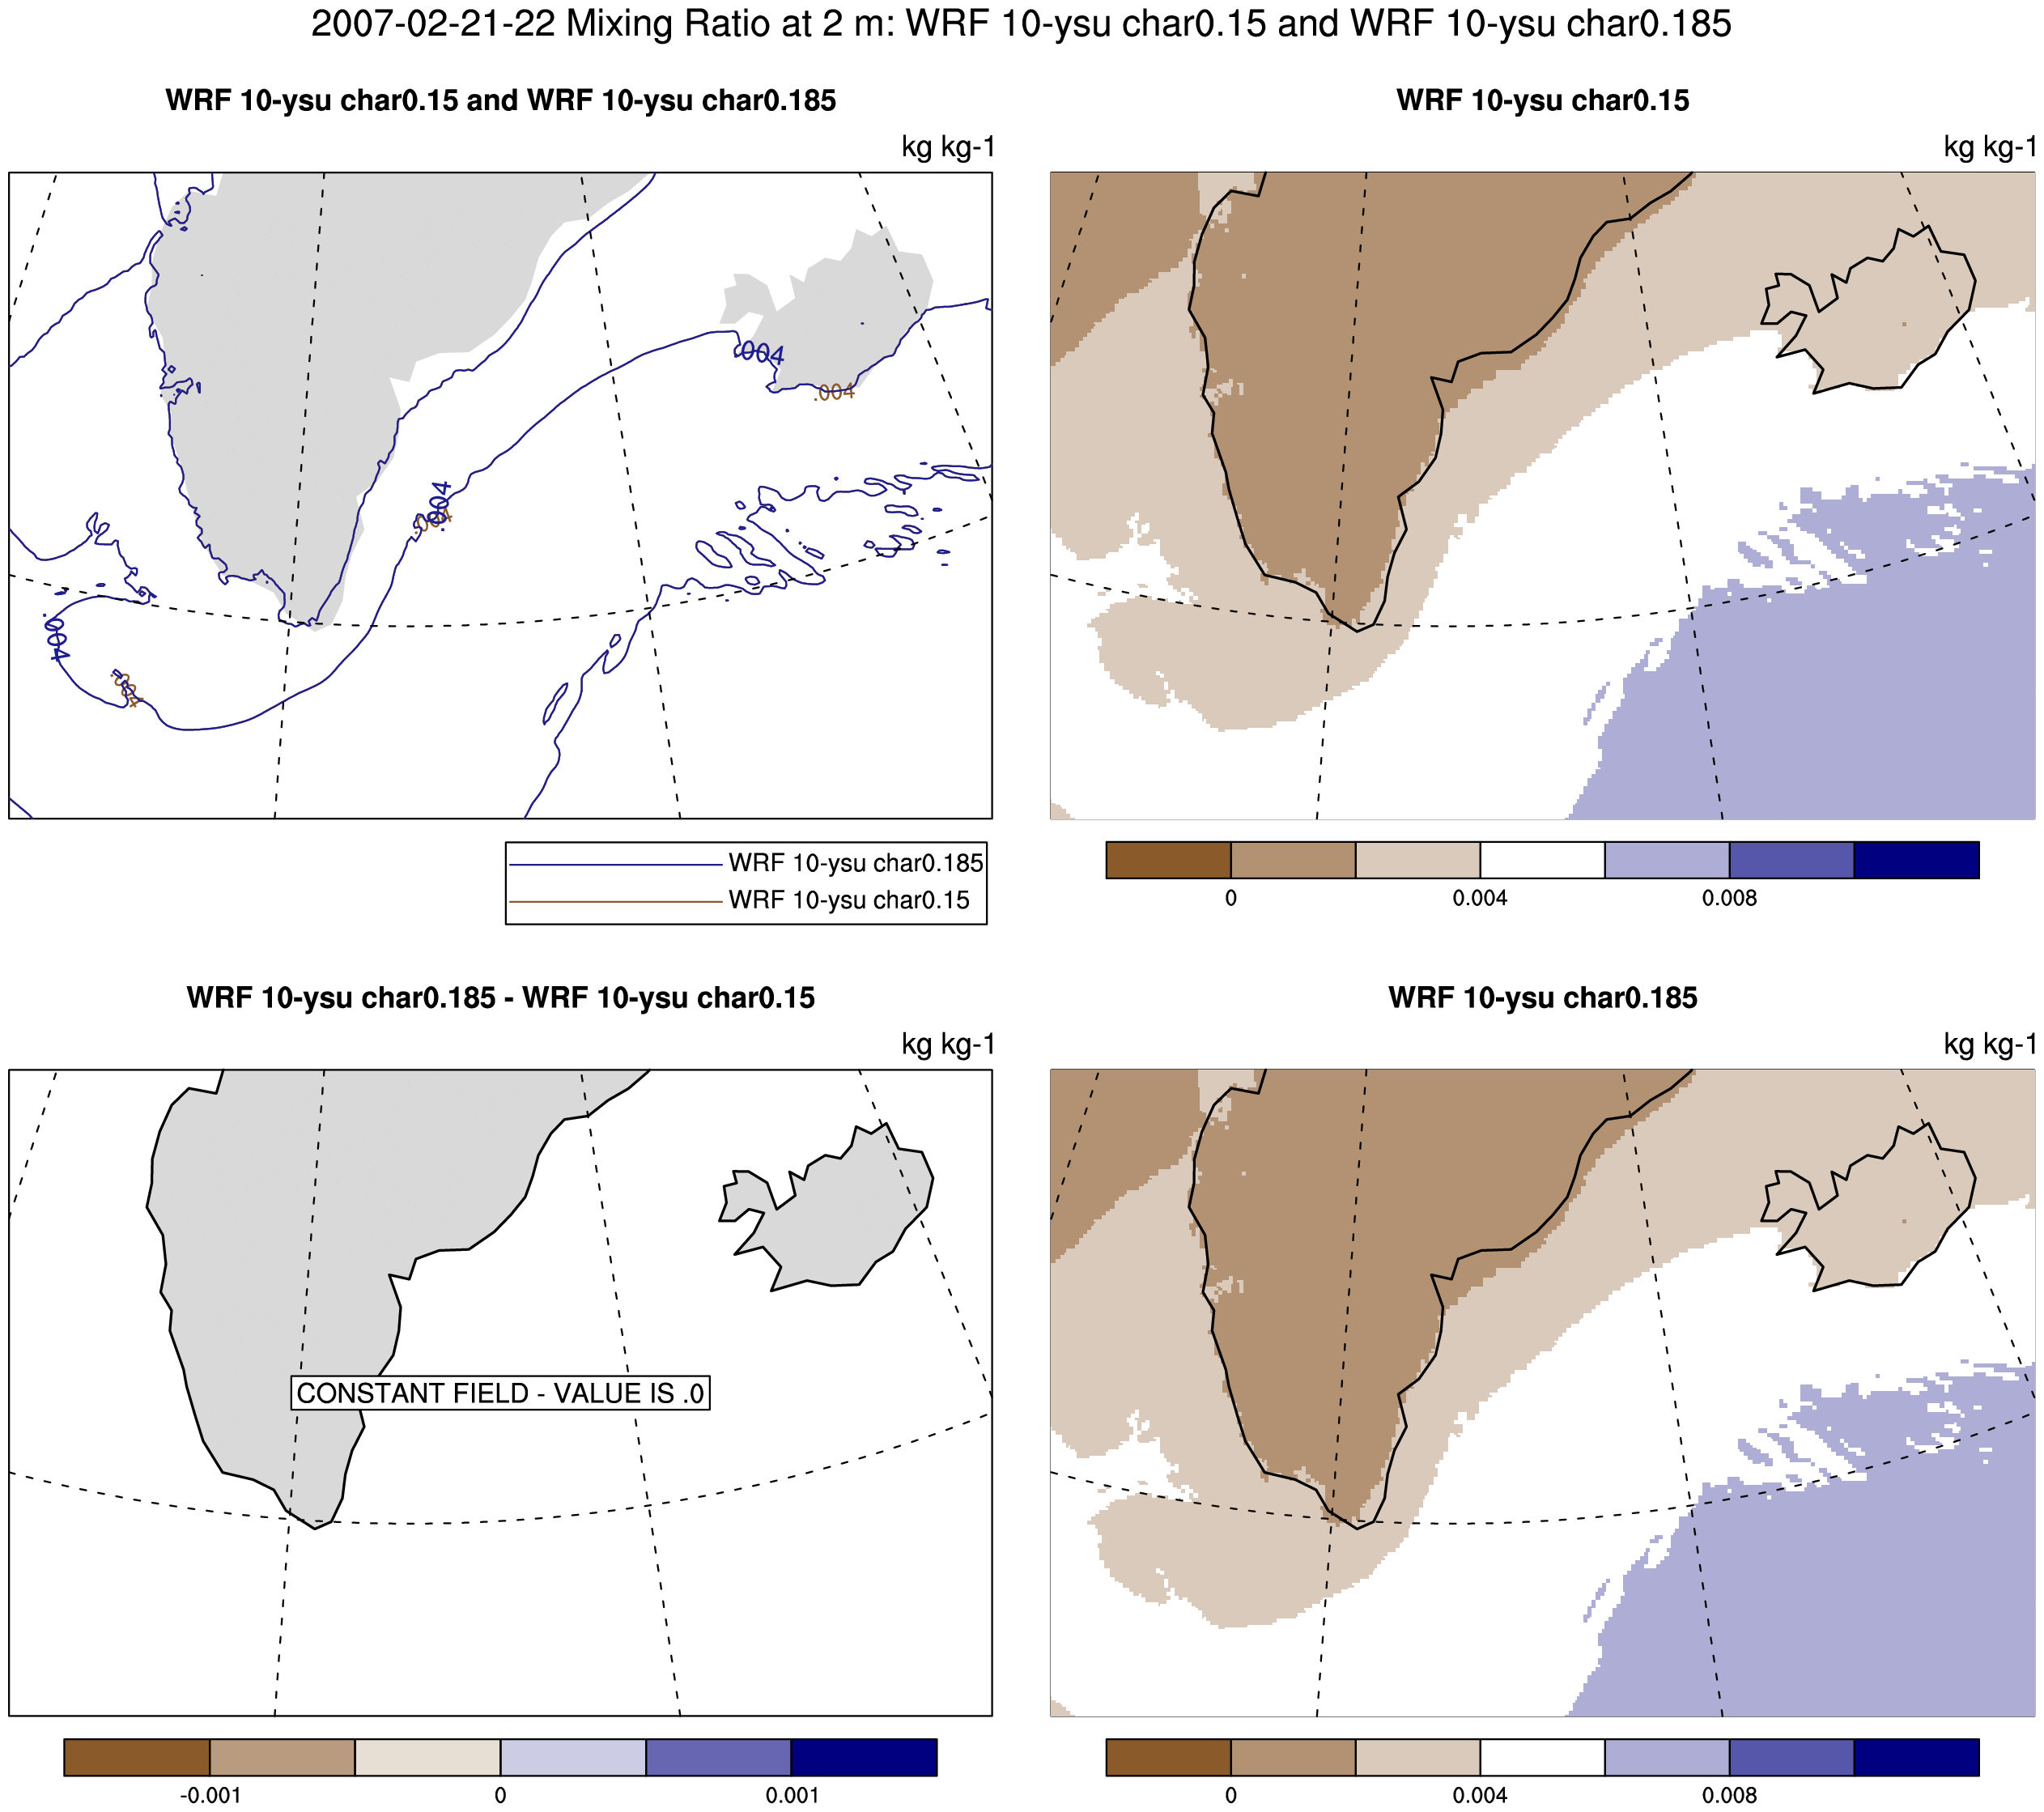 2007-02-21-22 Mixing Ratio at 2 m: WRF 10-ysu char0.15 and WRF 10-ysu char0.185
WRF 10-ysu char0.15 and WRF 10-ysu char0.185
kg kg-1
.004
.004
.004
.004
.004
.004
WRF 10-ysu char0.185
WRF 10-ysu char0.15
WRF 10-ysu char0.15
kg kg-1
0 0.004 0.008
WRF 10-ysu char0.185 - WRF 10-ysu char0.15
kg kg-1
CONSTANT FIELD - VALUE IS .0
-0.001 0 0.001
WRF 10-ysu char0.185
kg kg-1
0 0.004 0.008